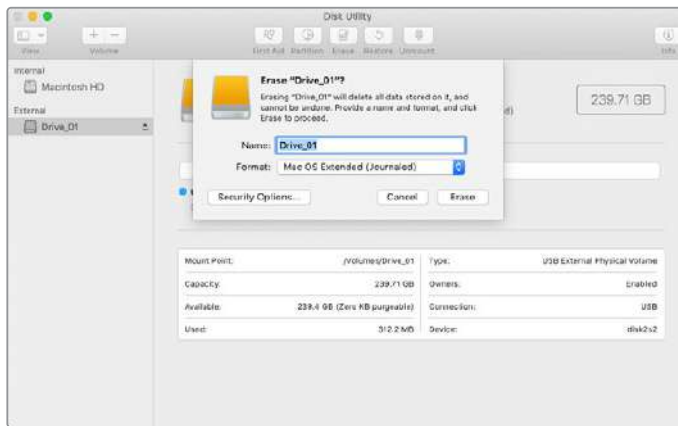 Disk Utility
View
Volume
First Aid Partition Erase Restore Unmount
Info
Internal
Macintosh HD
External
Drive_01
Erase "Drive_01"?
Erasing "Drive_01" will delete all data stored on it, and
cannot be undone. Provide a name and format, and click
Erase to proceed.
Name: Drive_01
Format: Mac OS Extended (Journaled)
Security Options...
Cancel
Erase
239.71 GB
Mount Point: /Volumes/Drive_01
Type: USB External Physical Volume
Capacity: 239.71 GB
Owners: Enabled
Available: 239.4 GB (Zero KB purgeable)
Connection: USB
Used: 312.2 MB
Device: disk2s2